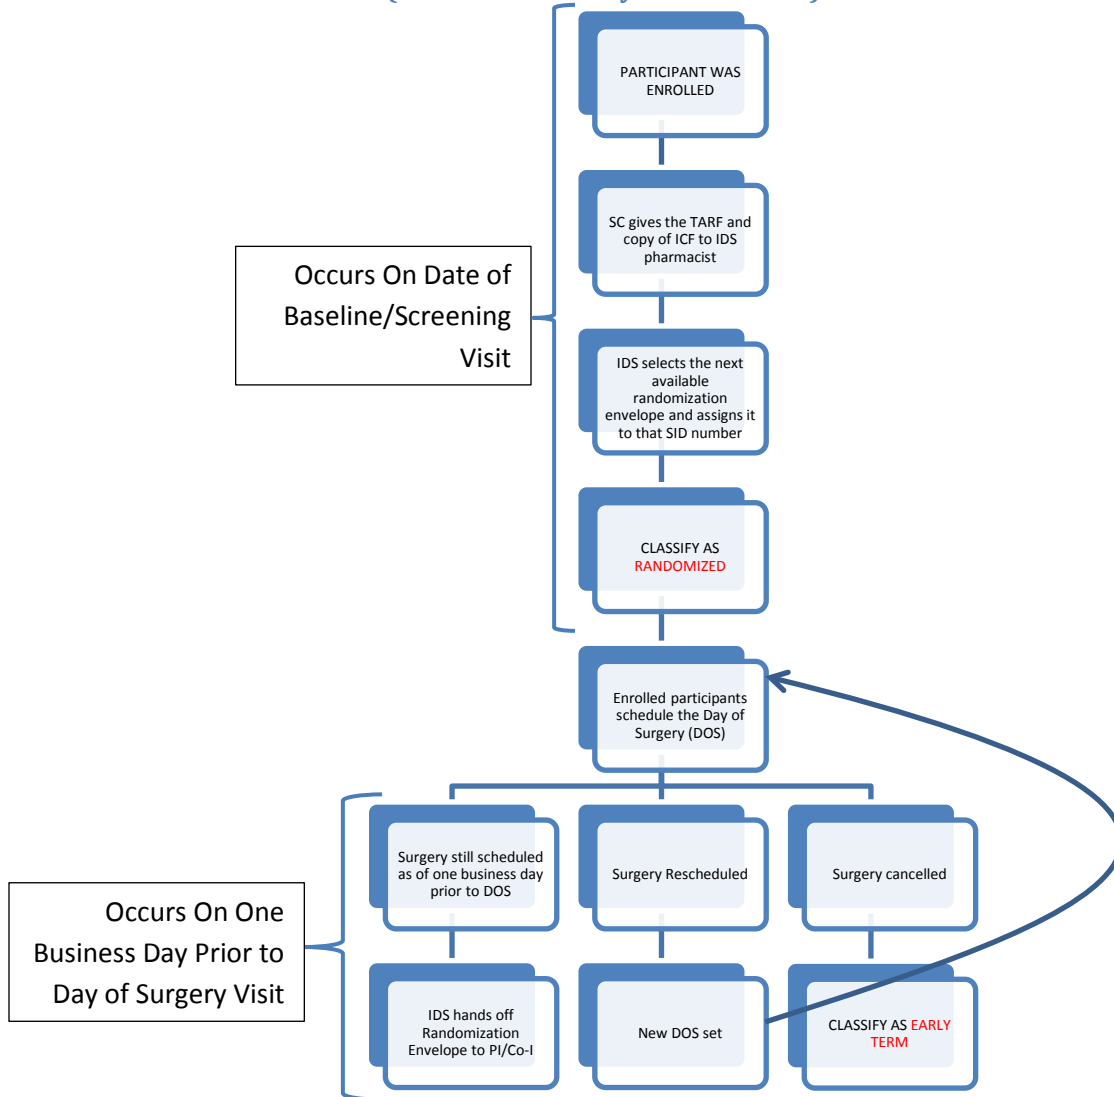 PARTICIPANT WAS
ENROLLED
SC gives the TARF and
copy of ICF to IDS
pharmacist
Occurs On Date of
Baseline/Screening
Visit
IDS selects the next
available
randomization
envelope and assigns it
to that SID number
CLASSIFY AS
RANDOMIZED
Enrolled participants
schedule the Day of
Surgery (DOS)
Surgery still scheduled
as of one business day
prior to DOS
Surgery Rescheduled
Surgery cancelled
Occurs On One
Business Day Prior to
Day of Surgery Visit
IDS hands off
Randomization
Envelope to PI/Co-I
New DOS set
CLASSIFY AS EARLY
TERM